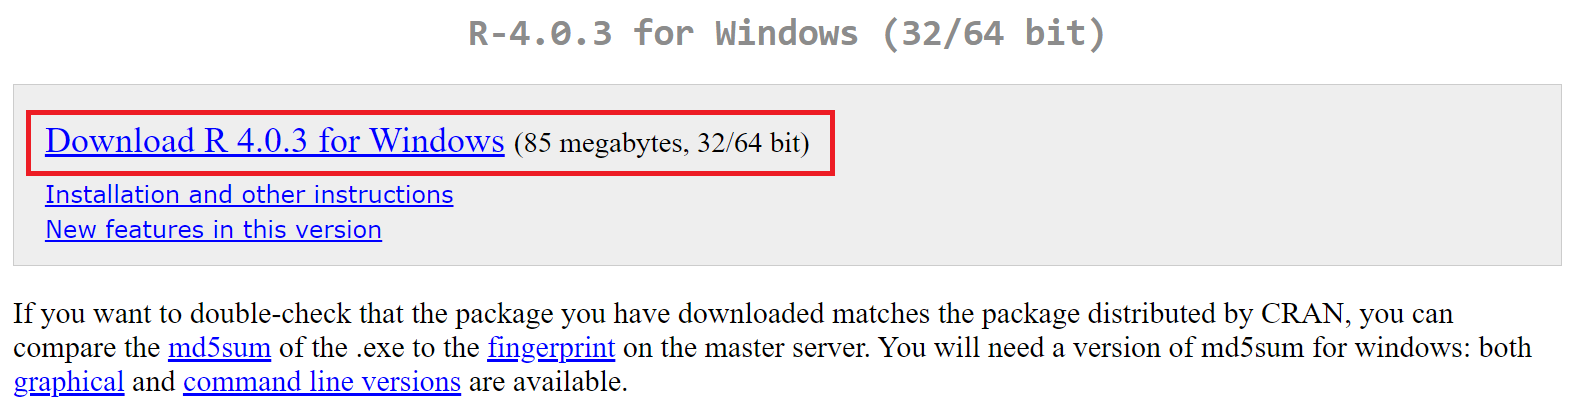 R-4.0.3 for Windows (32/64 bit)
Download R 4.0.3 for Windows (85 megabytes, 32/64 bit)
Installation and other instructions
New features in this version
If you want to double-check that the package you have downloaded matches the package distributed by CRAN, you can
compare the md5sum of the .exe to the fingerprint on the master server. You will need a version of md5sum for windows: both
graphical and command line versions are available.